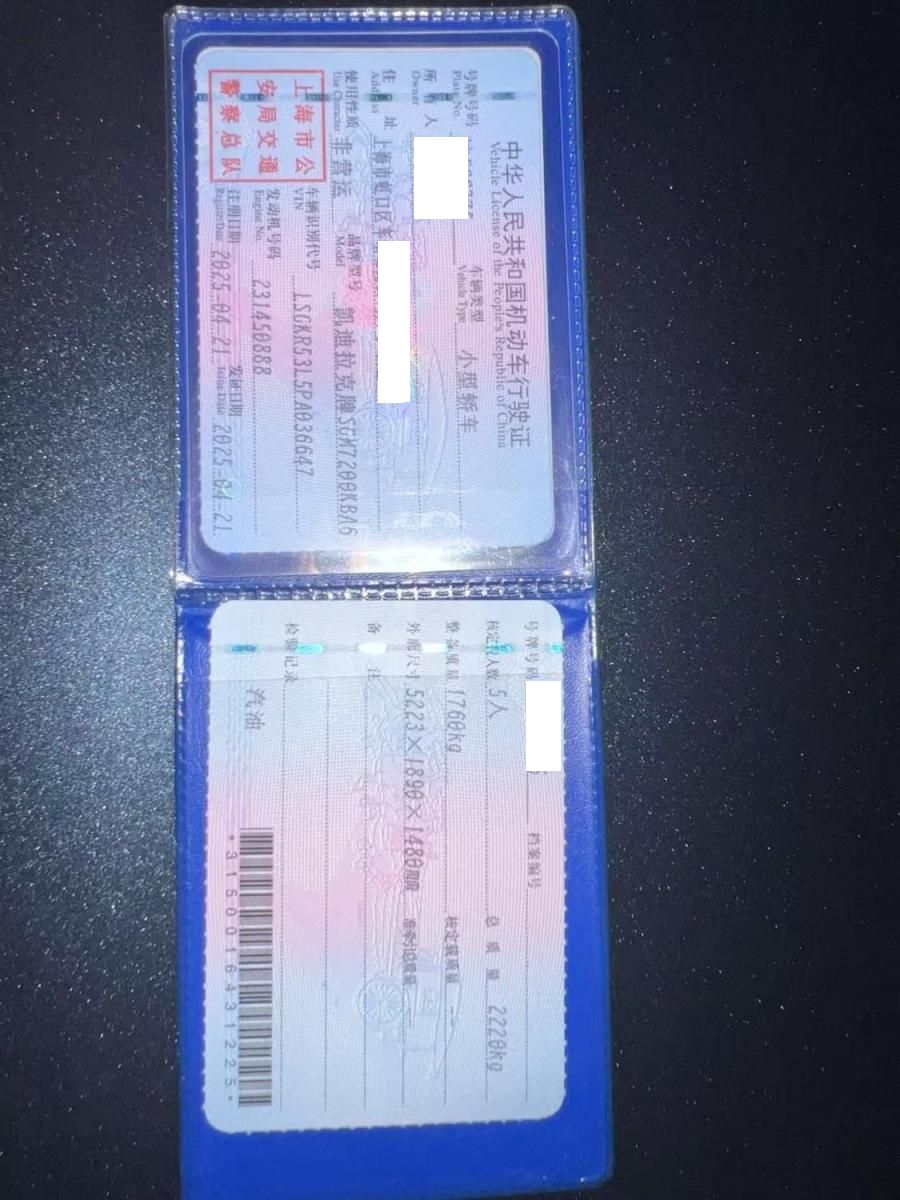 中华人民共和国机动车行驶证
Vehicle License of the People's Republic of China
号牌号码
Plate No.
车辆类型 小型轿车
Vehicle Type
所有人
Owner
住址 上海市虹口区车
Address
使用性质 非营运 品牌型号 凯迪拉克牌SGM7200KBA6
Use Character Model
上海市公
安局交通
警察总队
车辆识别代号 LSGKR53L5PA036647
VIN
发动机号码 231450888
Engine No.
注册日期 2025-04-21 发证日期 2025-04-21
Register Date Issue Date
号牌号码 档案编号
核定载人数 5人 总质量 2220kg
整备质量 1760kg 核定载质量 --
外廓尺寸 5223×1890×1480mm 准牵引总质量 --
备注
检验记录
汽油
*3150016431225*